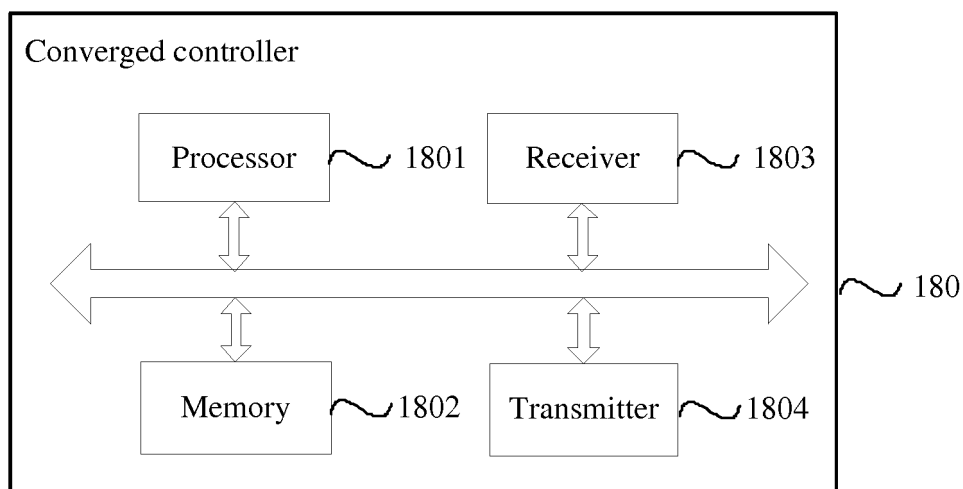 Converged controller
Processor 1801
Receiver 1803
180
Memory 1802
Transmitter 1804